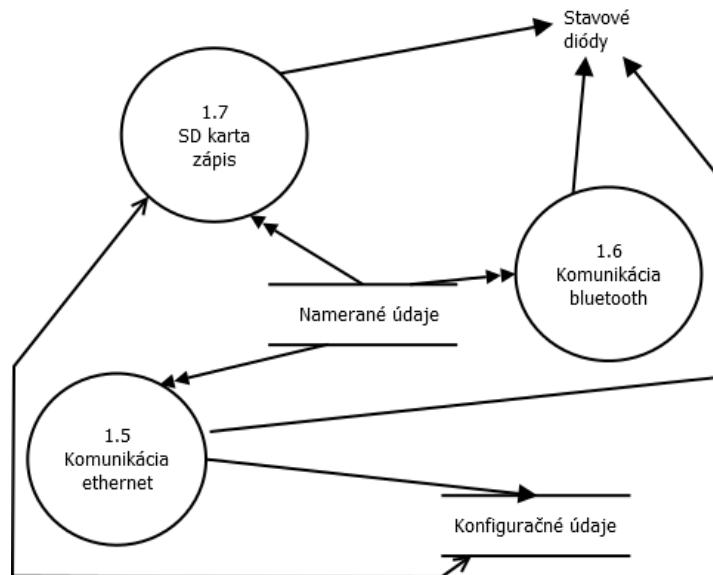 Stavové
diódy
1.7
SD karta
zápis
1.6
Komunikácia
bluetooth
Namerané údaje
1.5
Komunikácia
ethernet
Konfiguračné údaje